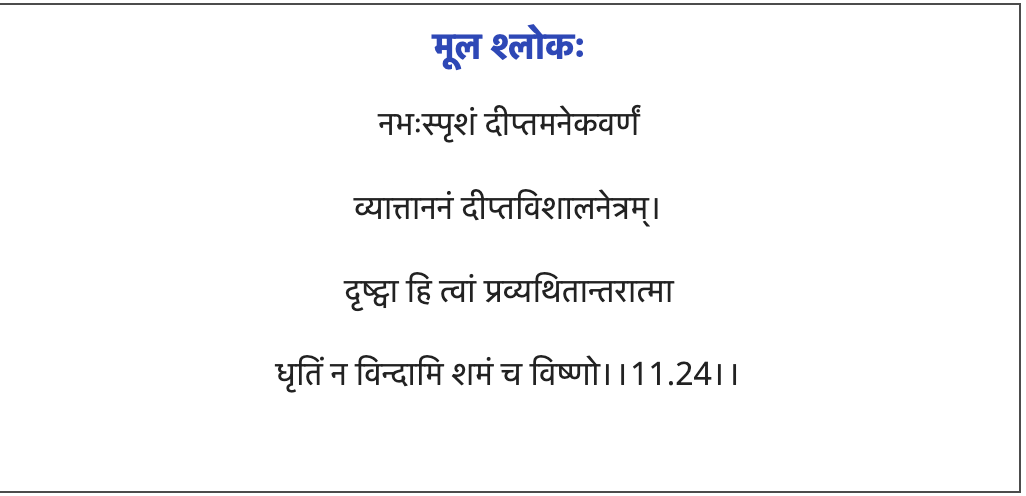 मूल श्लोकः
नभःस्पृशं दीप्तमनेकवर्णं
व्यात्ताननं दीप्तविशालनेत्रम्।
दृष्ट्वा हि त्वां प्रव्यथितान्तरात्मा
धृतिं न विन्दामि शमं च विष्णो।।11.24।।